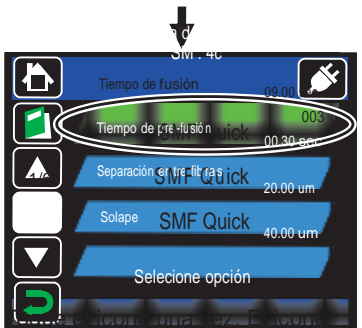 SM : 4c
Tiempo de fusión
09.00
003
Tiempo de pre-fusión
SMF Quick
00.30 sec
Separación entre fibras
SMF Quick
20.00 um
Solape
SMF Quick
40.00 um
Selecione opción